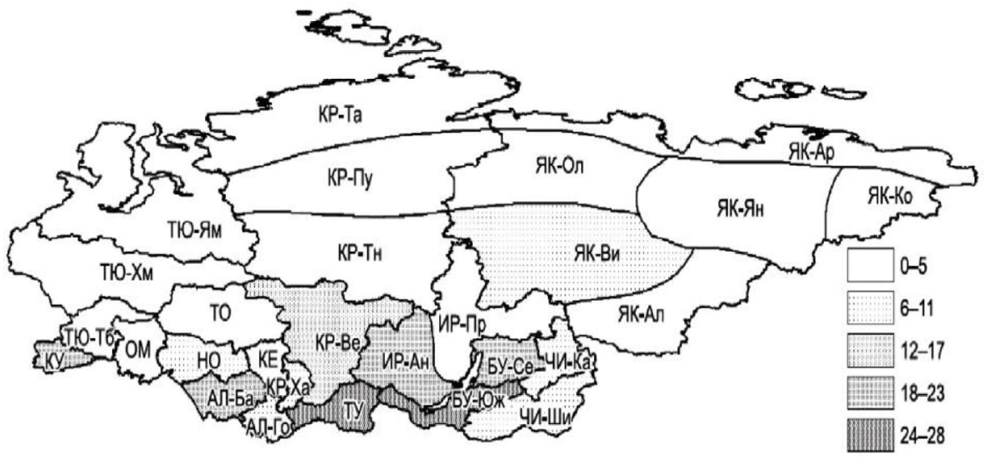 КР-Та
ЯК-Ар
ЯК-Ол
КР-Пу
ЯК-Ко
ЯК-Ян
ТЮ-Ям
КР-Тн
ЯК-Ви
ТЮ-Хм
0–5
6–11
12–17
18–23
24–28
ТО
ЯК-Ал
ИР-Пр
ТЮ-Тб
КР-Ве
ОМ
КУ
НО
КЕ
ИР-Ан
БУ-Се
ЧИ-Ка
КР-Ха
АЛ-Ба
БУ-Юж
ТУ
ЧИ-Ши
АЛ-Го